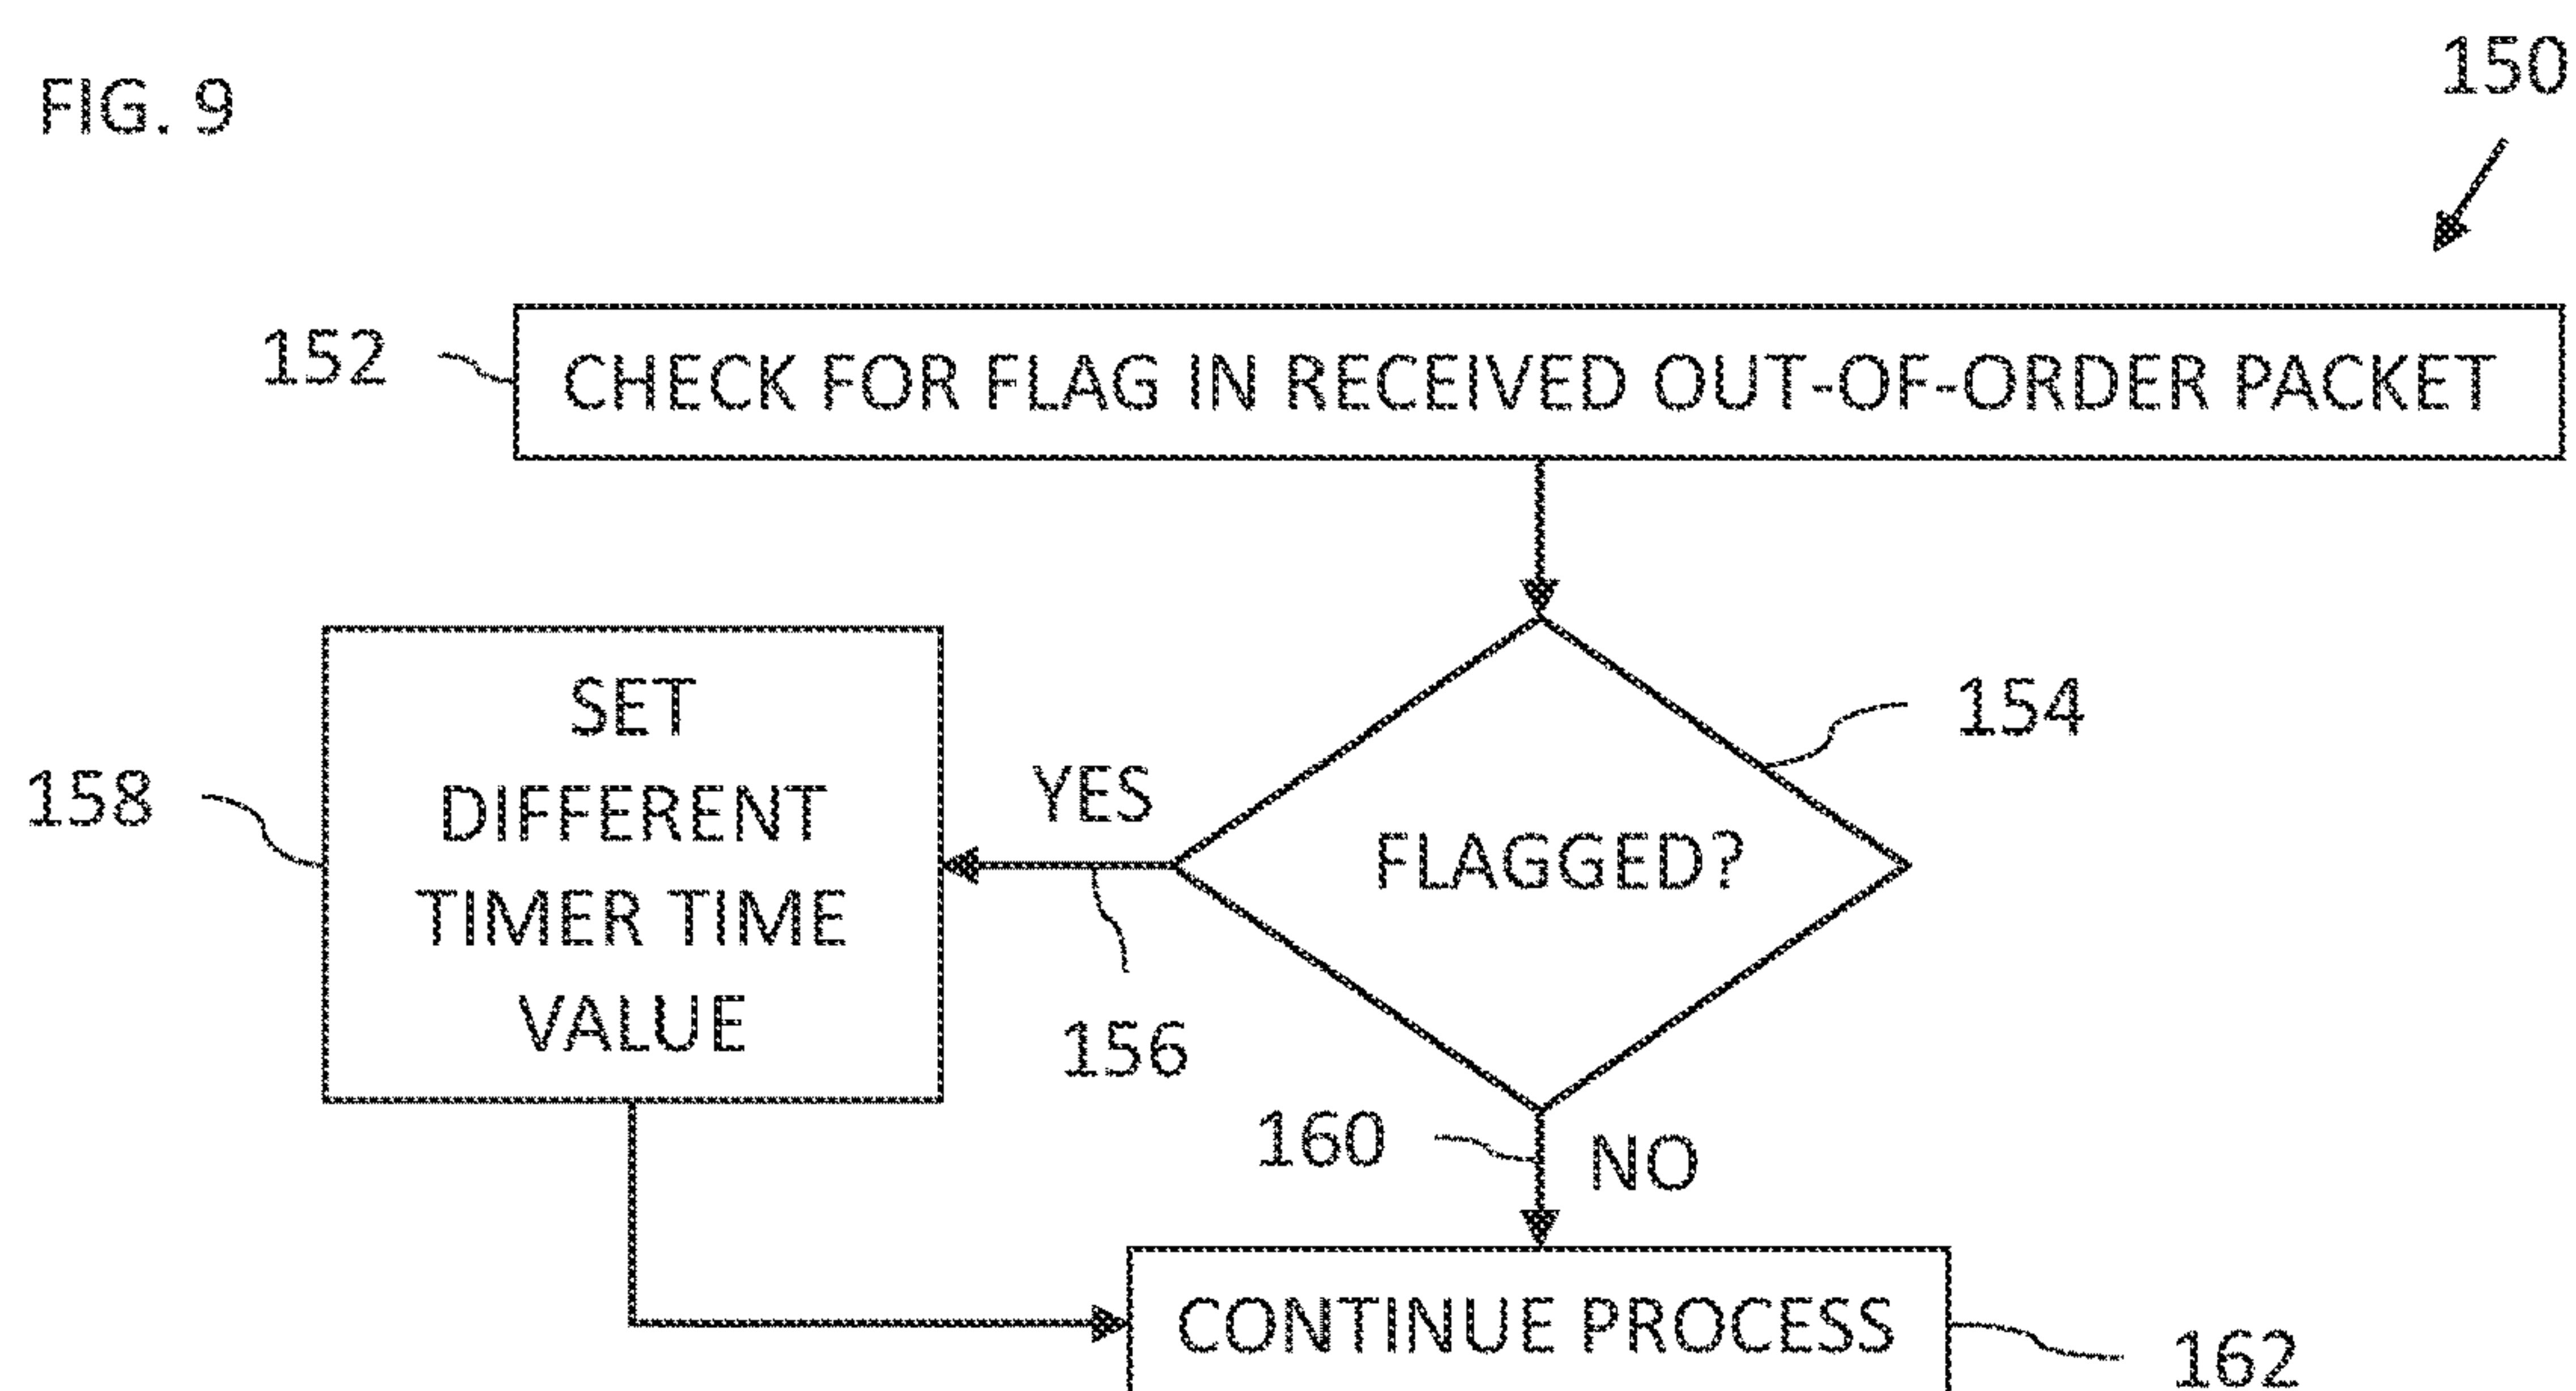 FIG. 9
150
152
CHECK FOR FLAG IN RECEIVED OUT-OF-ORDER PACKET
158
SET
DIFFERENT
TIMER TIME
VALUE
YES
156
FLAGGED?
154
160
NO
CONTINUE PROCESS
162